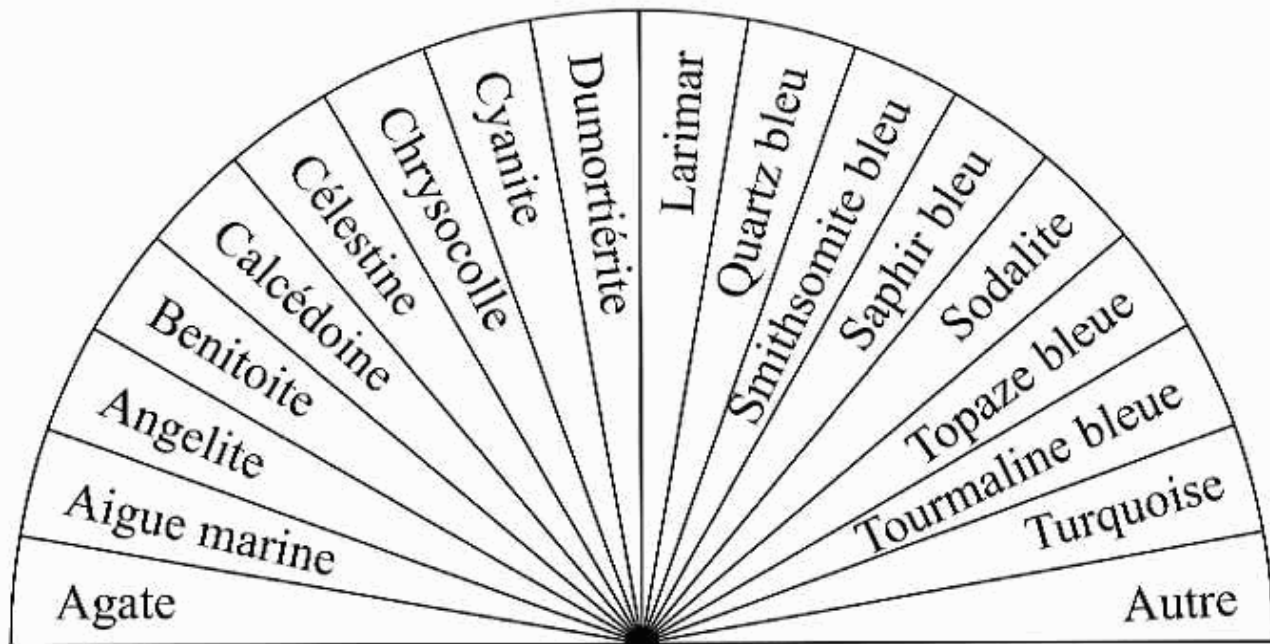 Agate
Aigue marine
Angelite
Benitoite
Calcédoine
Célestine
Chrysocolle
Cyanite
Dumortiérite
Larimar
Quartz bleu
Smithsomite bleu
Saphir bleu
Sodalite
Topaze bleue
Tourmaline bleue
Turquoise
Autre